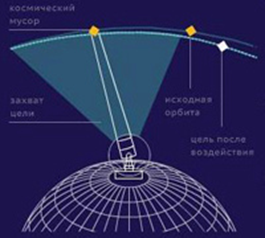 космический
мусор
захват
цели
исходная
орбита
цель после
воздействия